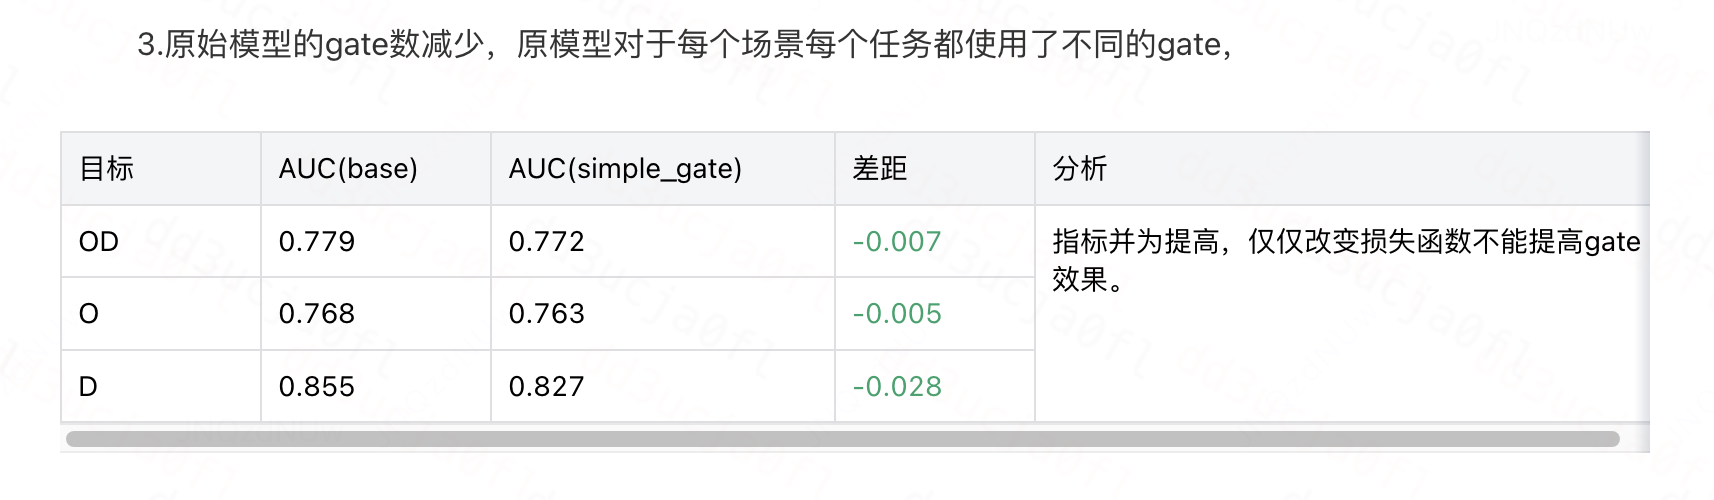 3.原始模型的gate数减少，原模型对于每个场景每个任务都使用了不同的gate，
目标 AUC(base) AUC(simple_gate) 差距 分析
OD 0.779 0.772 -0.007 指标并为提高，仅仅改变损失函数不能提高gate
效果。
O 0.768 0.763 -0.005
D 0.855 0.827 -0.028